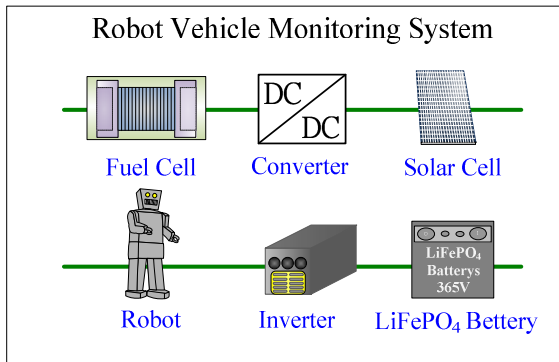 Robot Vehicle Monitoring System
DC
DC
Fuel Cell
Converter
Solar Cell
LiFePO₄
Batterys
365V
Robot
Inverter
LiFePO₄ Bettery